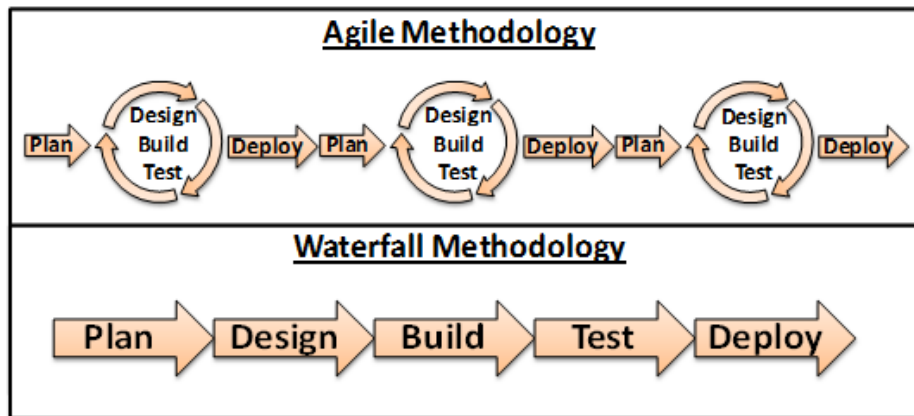 Agile Methodology
Plan
Design
Build
Test
Deploy
Plan
Design
Build
Test
Deploy
Plan
Design
Build
Test
Deploy
Waterfall Methodology
Plan
Design
Build
Test
Deploy